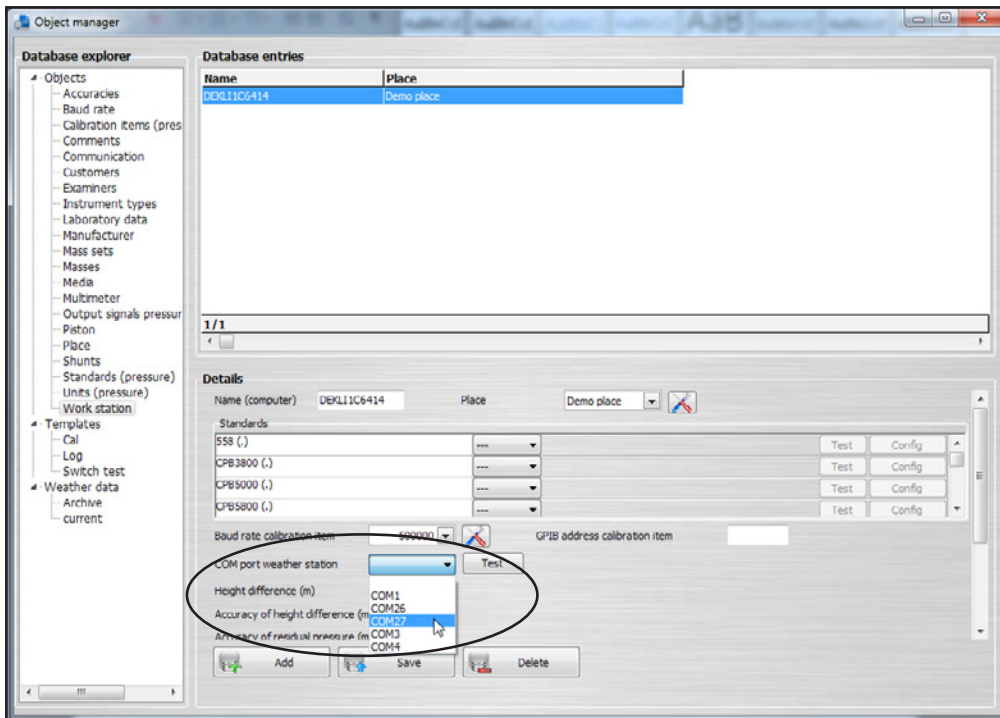 Object manager
Database explorer
Objects
Accuracies
Baud rate
Calibration items (pres
Comments
Communication
Customers
Examiners
Instrument types
Laboratory data
Manufacturer
Mass sets
Masses
Media
Multimeter
Output signals pressur
Piston
Place
Shunts
Standards (pressure)
Units (pressure)
Work station
Templates
Cal
Log
Switch test
Weather data
Archive
current
Database entries
Name Place
DEKLI1C6414 Demo place
1/1
Details
Name (computer) DEKLI1C6414 Place Demo place
Standards
558 (.) --- Test Config
CPB3800 (.) --- Test Config
CPB5000 (.) --- Test Config
CPB5800 (.) --- Test Config
Baud rate calibration item 500000 GPIB address calibration item
COM port weather station Test
Height difference (m)
COM1
COM26
Accuracy of height difference (m
COM27
Accuracy of residual pressure (m
COM3
COM4
Add Save Delete